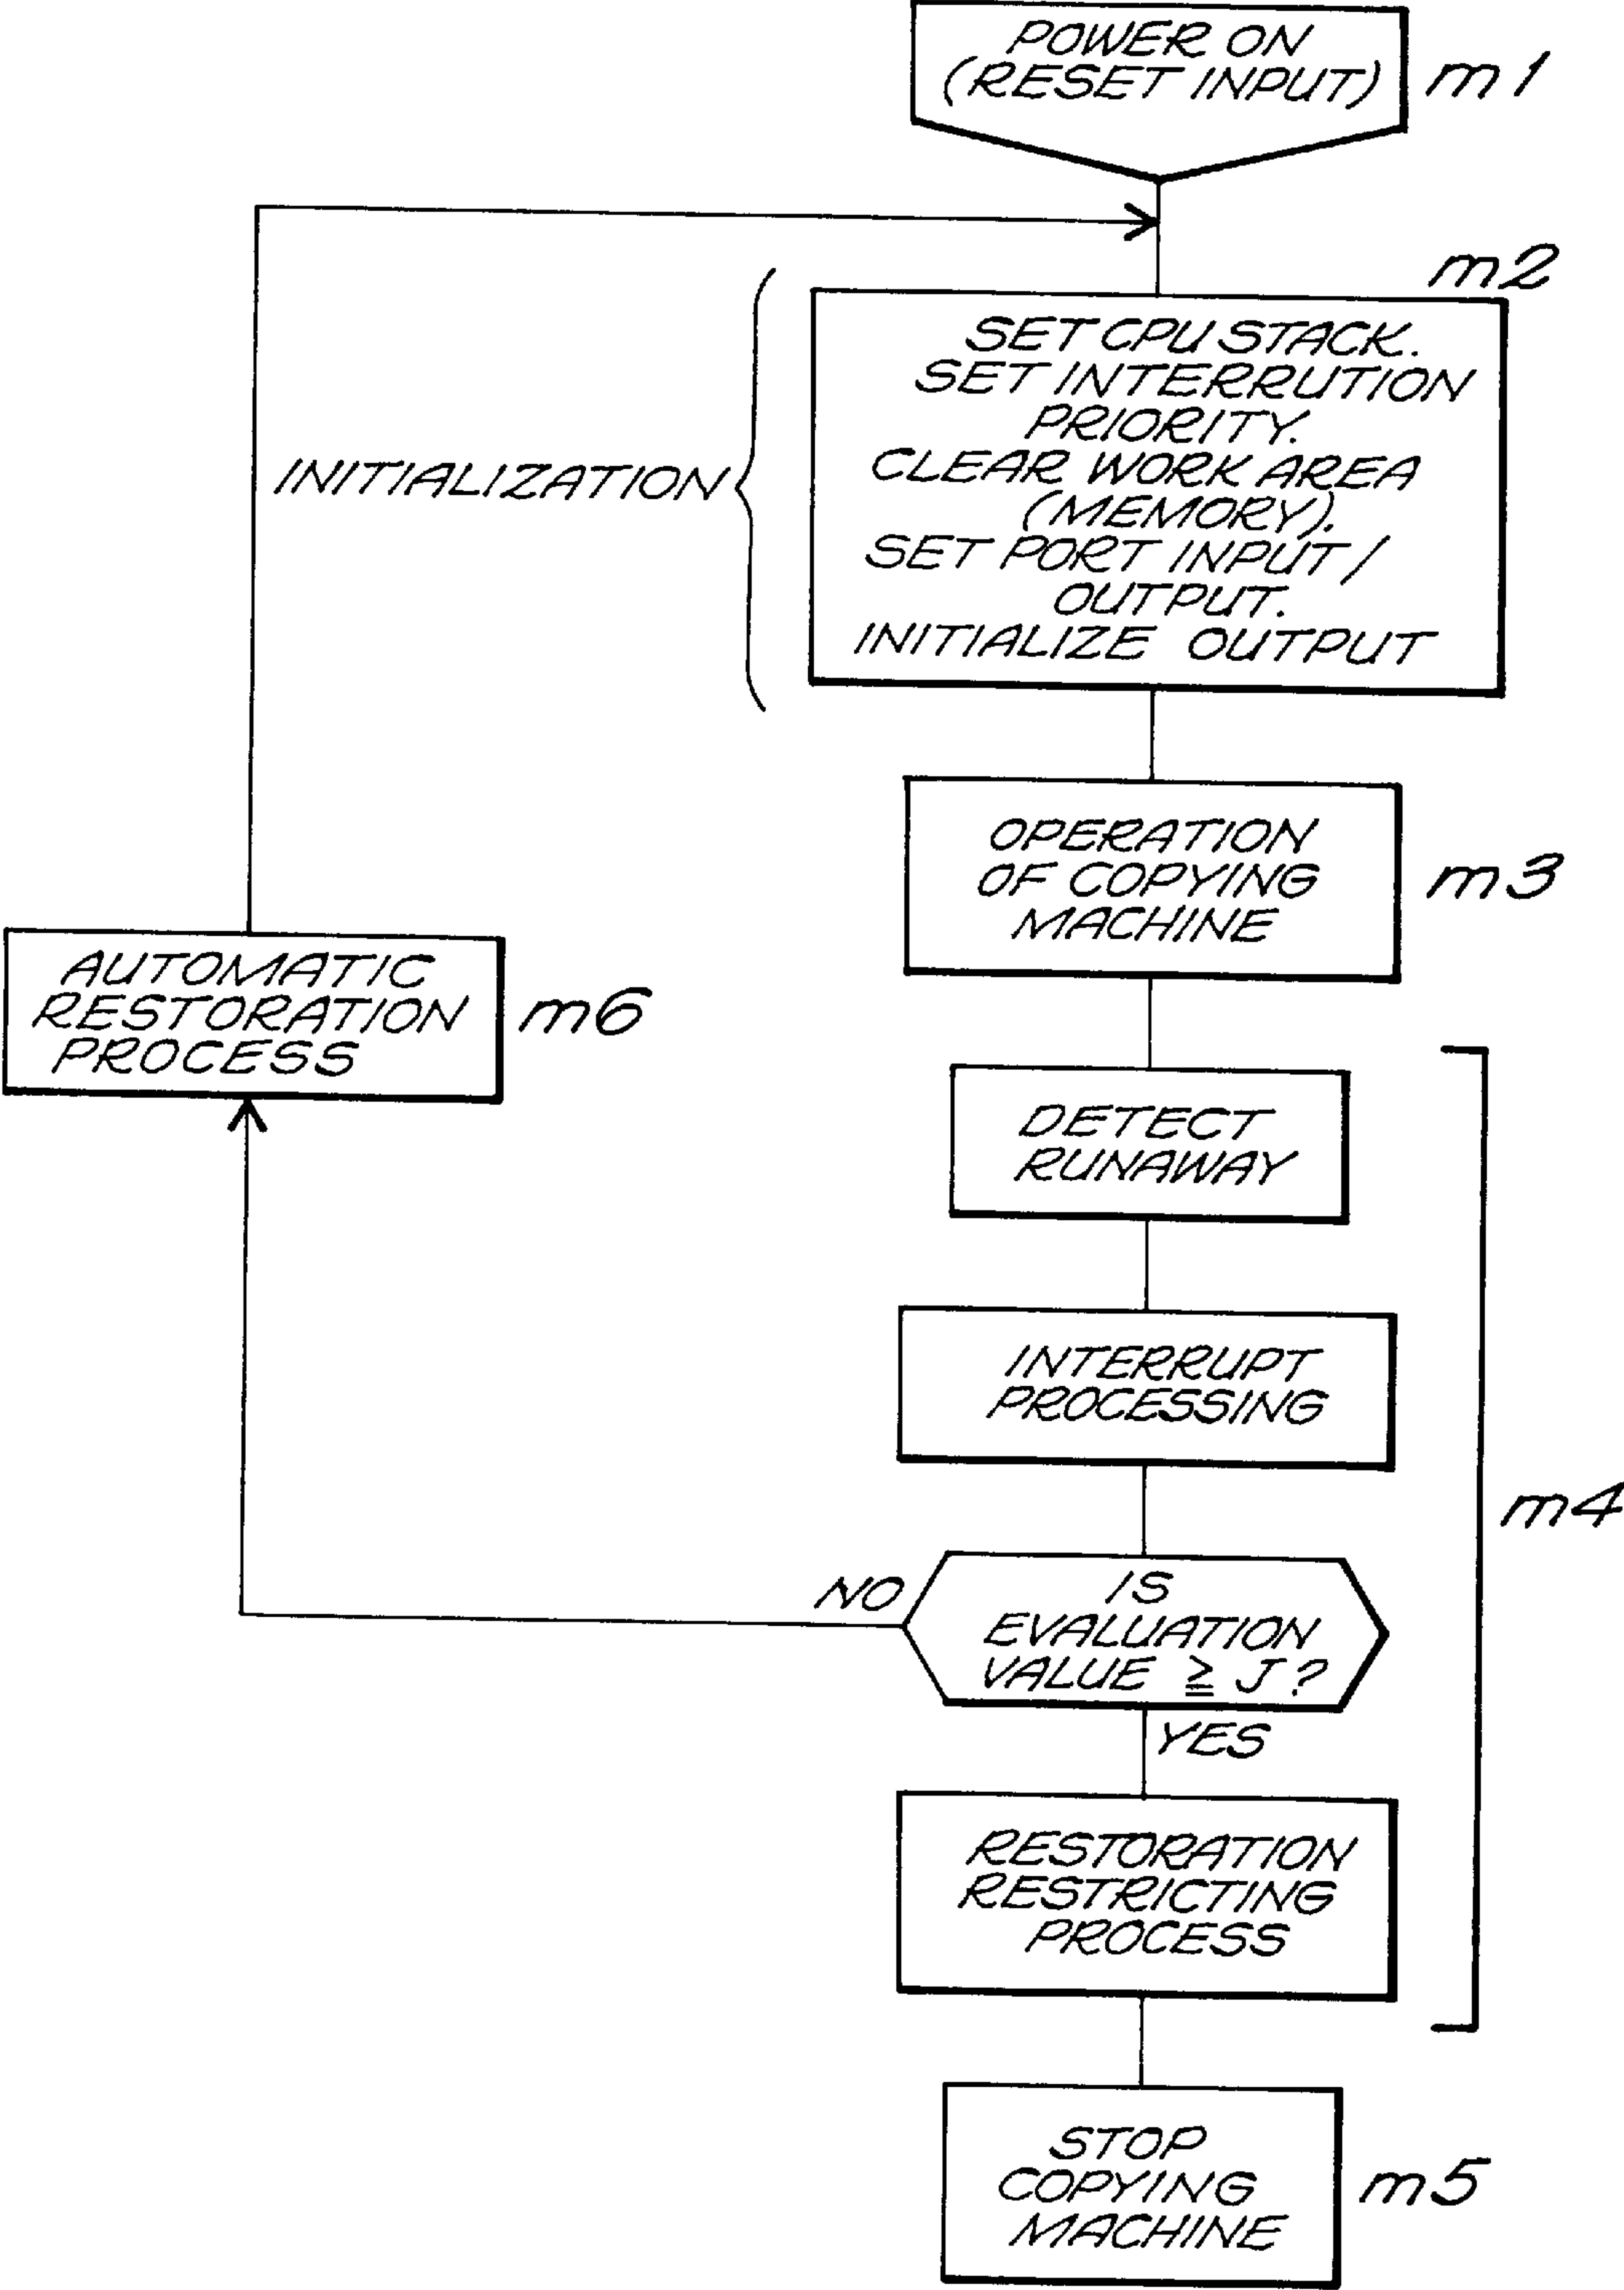 POWER ON
(RESET INPUT)
m1
m2
SET CPU STACK.
SET INTERRUTION
PRIORITY.
CLEAR WORK AREA
(MEMORY).
SET PORT INPUT/
OUTPUT.
INITIALIZE OUTPUT
INITIALIZATION
OPERATION
OF COPYING
MACHINE
m3
AUTOMATIC
RESTORATION
PROCESS
m6
DETECT
RUNAWAY
INTERRUPT
PROCESSING
m4
NO
IS
EVALUATION
VALUE ≧ J?
YES
RESTORATION
RESTRICTING
PROCESS
STOP
COPYING
MACHINE
m5